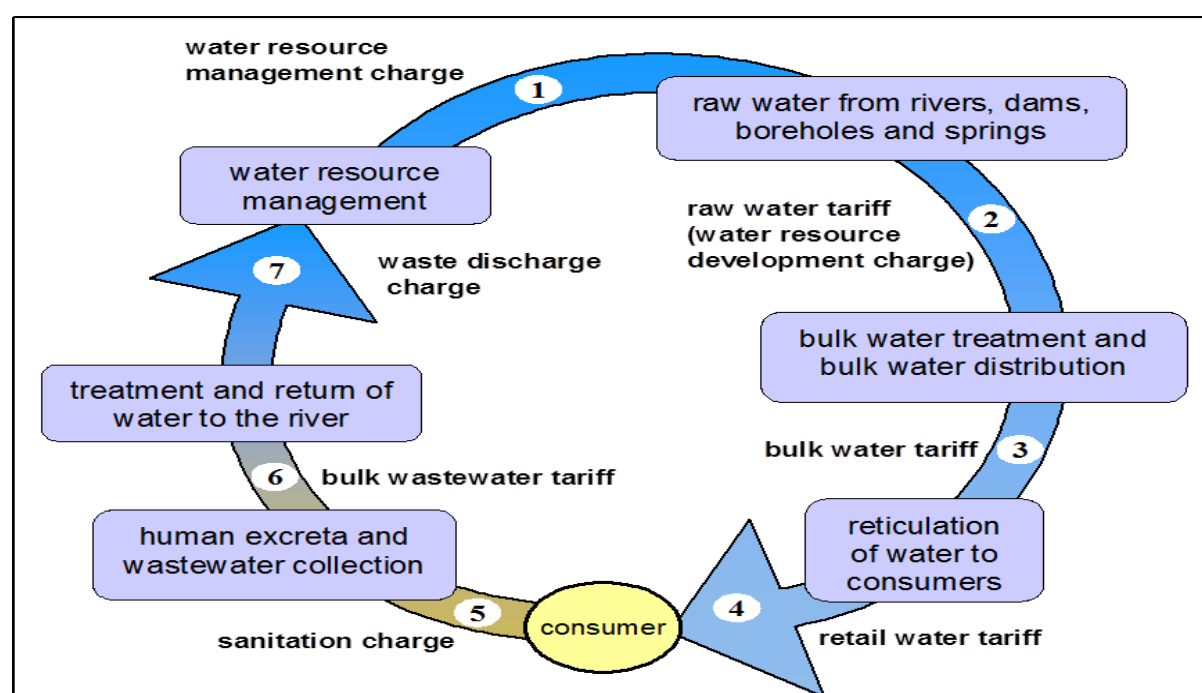 water resource
management charge
1
raw water from rivers, dams,
boreholes and springs
water resource
management
raw water tariff
(water resource
development charge)
2
7
waste discharge
charge
bulk water treatment and
bulk water distribution
treatment and return of
water to the river
bulk water tariff
3
6
bulk wastewater tariff
human excreta and
wastewater collection
reticulation
of water to
consumers
5
sanitation charge
consumer
4
retail water tariff